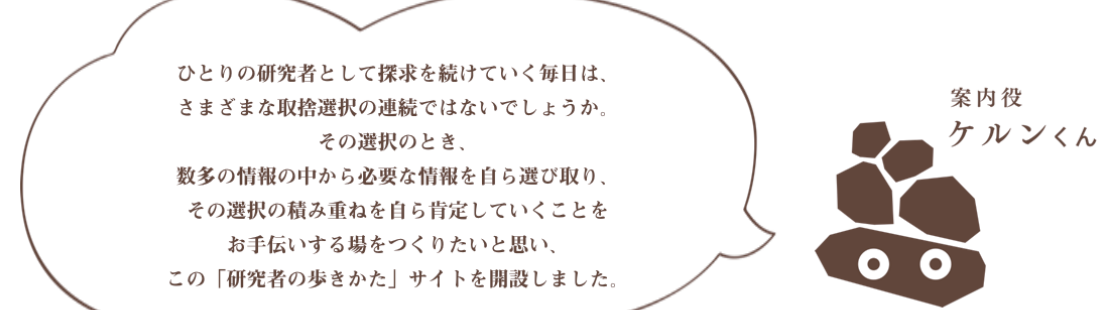 ひとりの研究者として探求を続けていく毎日は、
さまざまな取捨選択の連続ではないでしょうか。
その選択のとき、
数多の情報の中から必要な情報を自ら選び取り、
その選択の積み重ねを自ら肯定していくことを
お手伝いする場をつくりたいと思い、
この「研究者の歩きかた」サイトを開設しました。
案内役
ケルンくん